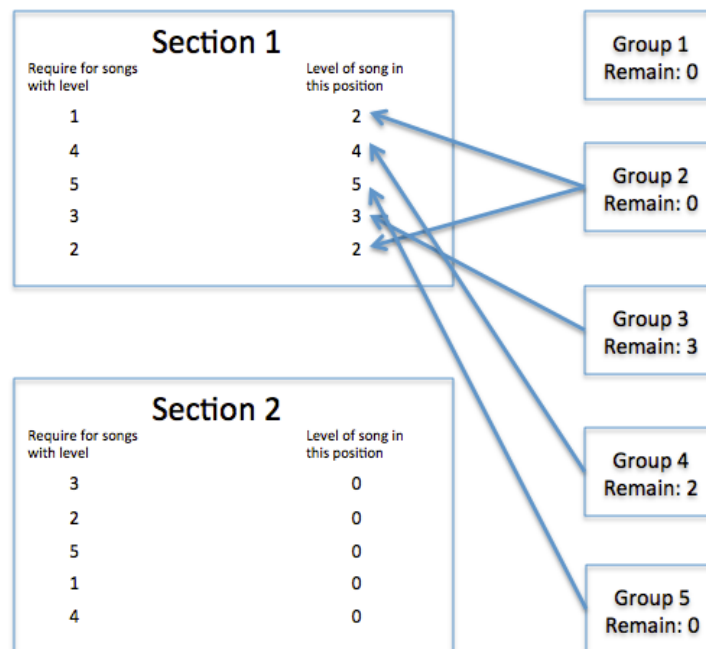 Section 1
Require for songs with level
Level of song in this position
1 2
4 4
5 5
3 3
2 2
Section 2
Require for songs with level
Level of song in this position
3 0
2 0
5 0
1 0
4 0
Group 1
Remain: 0
Group 2
Remain: 0
Group 3
Remain: 3
Group 4
Remain: 2
Group 5
Remain: 0